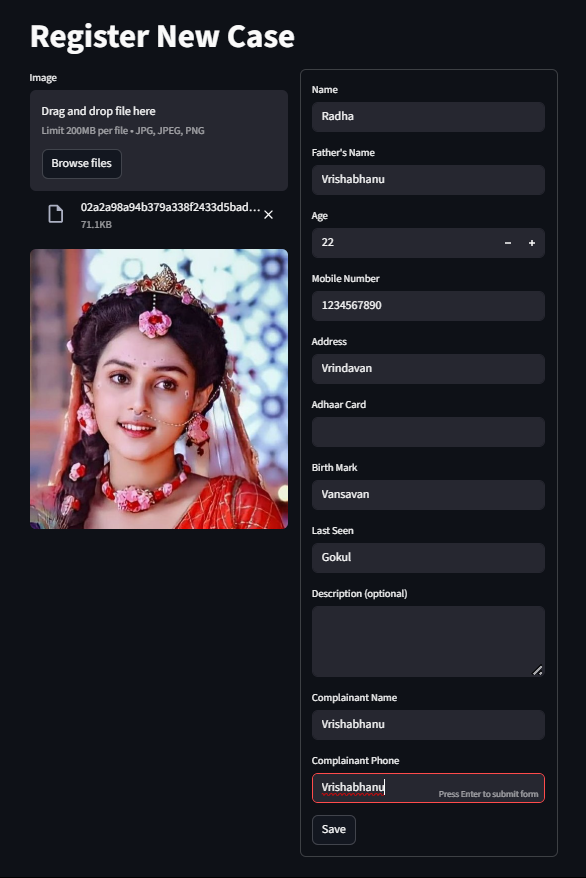 Register New Case
Image
Drag and drop file here
Limit 200MB per file • JPG, JPEG, PNG
Browse files
02a2a98a94b379a338f2433d5bad...
71.1KB
Name
Radha
Father's Name
Vrishabhanu
Age
22
Mobile Number
1234567890
Address
Vrindavan
Adhaar Card
Birth Mark
Vansavan
Last Seen
Gokul
Description (optional)
Complainant Name
Vrishabhanu
Complainant Phone
Vrishabhanu
Press Enter to submit form
Save